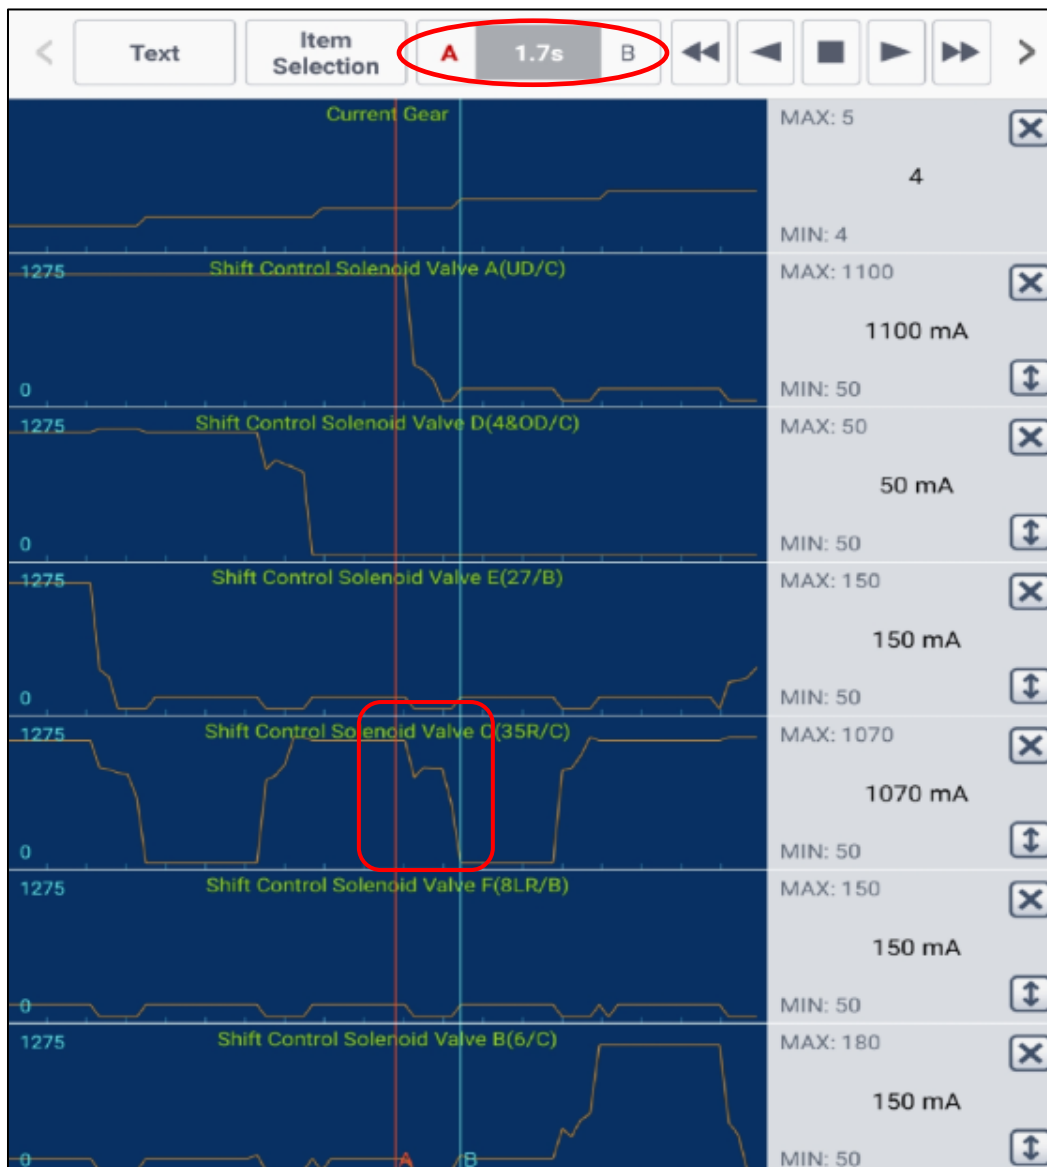 Text
Item
Selection
A
1.7s
B
Current Gear
MAX: 5
4
MIN: 4
1275
Shift Control Solenoid Valve A(UD/C)
MAX: 1100
1100 mA
0
MIN: 50
1275
Shift Control Solenoid Valve D(4&OD/C)
MAX: 50
50 mA
0
MIN: 50
1275
Shift Control Solenoid Valve E(27/B)
MAX: 150
150 mA
0
MIN: 50
1275
Shift Control Solenoid Valve C(35R/C)
MAX: 1070
1070 mA
0
MIN: 50
1275
Shift Control Solenoid Valve F(8LR/B)
MAX: 150
150 mA
0
MIN: 50
1275
Shift Control Solenoid Valve B(6/C)
MAX: 180
150 mA
0
A
B
MIN: 50